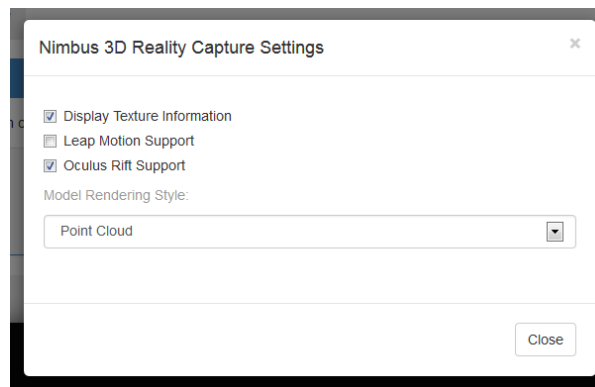 Nimbus 3D Reality Capture Settings ×
Display Texture Information
Leap Motion Support
Oculus Rift Support
Model Rendering Style:
Point Cloud
Close